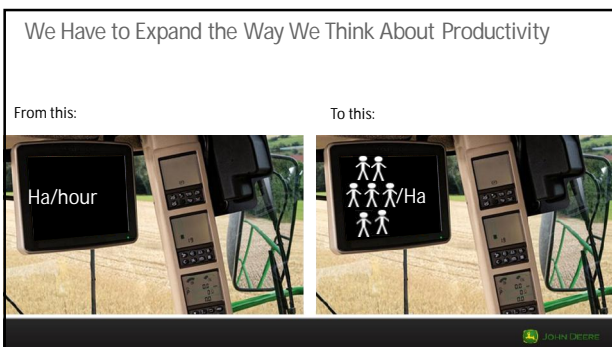 We Have to Expand the Way We Think About Productivity
From this:
To this:
Ha/hour
/Ha
JOHN DEERE